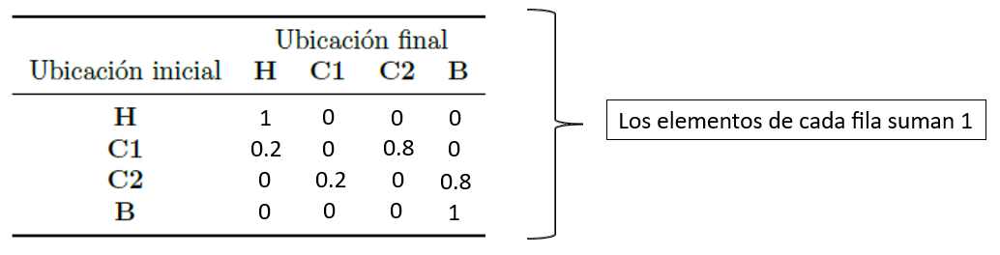 Ubicación final
Ubicación inicial H C1 C2 B
H 1 0 0 0
C1 0.2 0 0.8 0
C2 0 0.2 0 0.8
B 0 0 0 1
Los elementos de cada fila suman 1